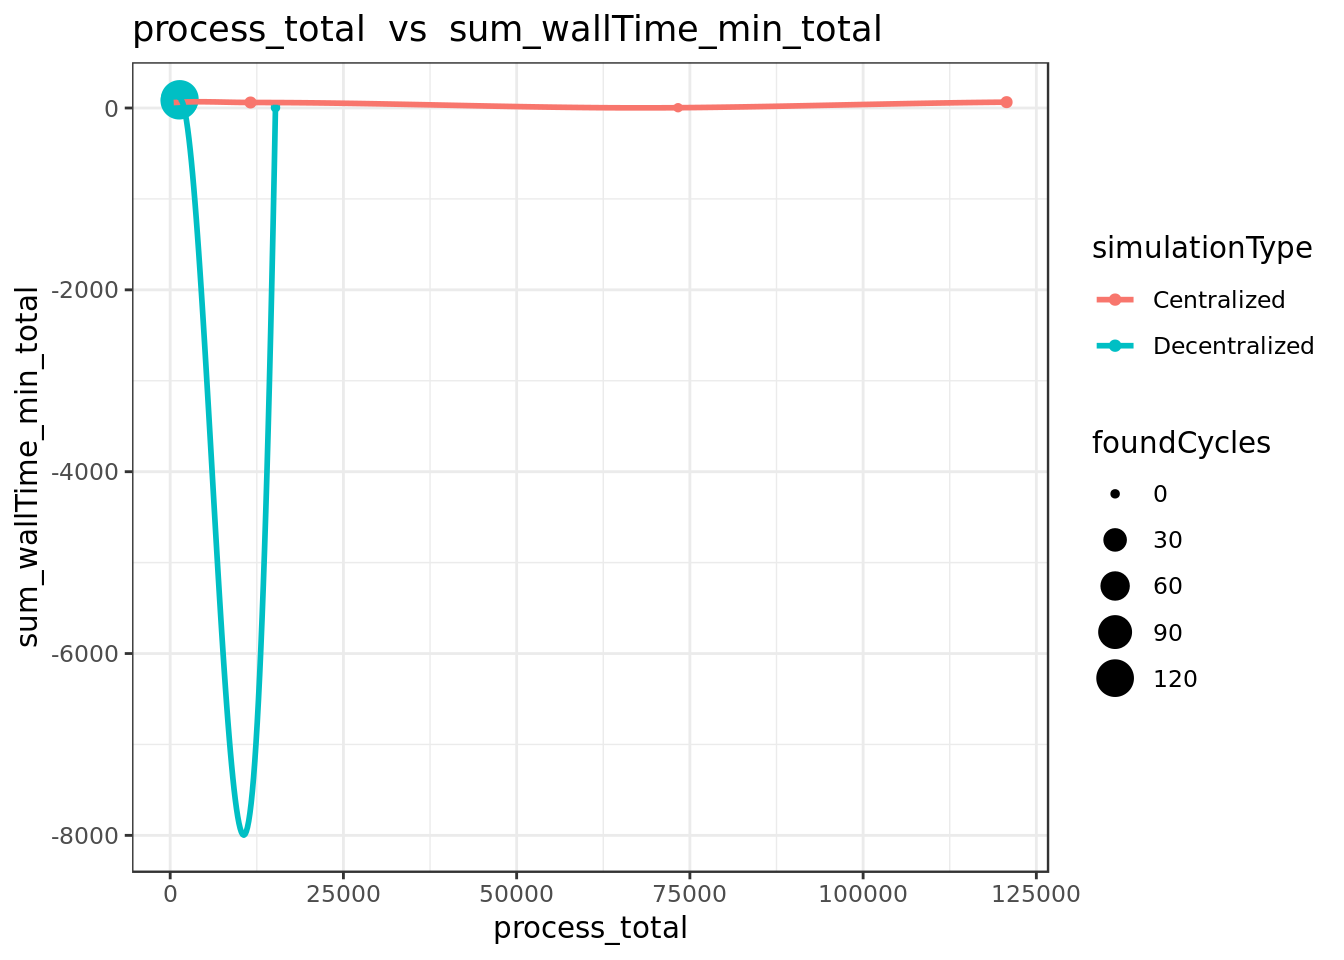 process_total  vs  sum_wallTime_min_total
sum_wallTime_min_total
0
-2000
-4000
-6000
-8000
0
25000
50000
75000
100000
125000
process_total
simulationType
Centralized
Decentralized
foundCycles
0
30
60
90
120